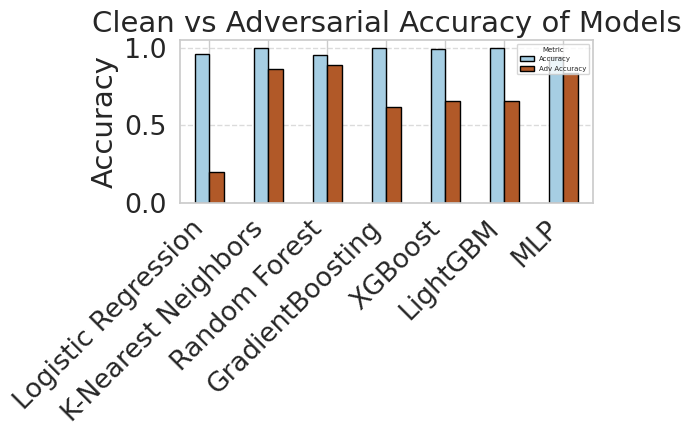 Clean vs Adversarial Accuracy of Models
Accuracy
1.0
0.5
0.0
Metric
Accuracy
Adv Accuracy
Logistic Regression
K-Nearest Neighbors
Random Forest
GradientBoosting
XGBoost
LightGBM
MLP